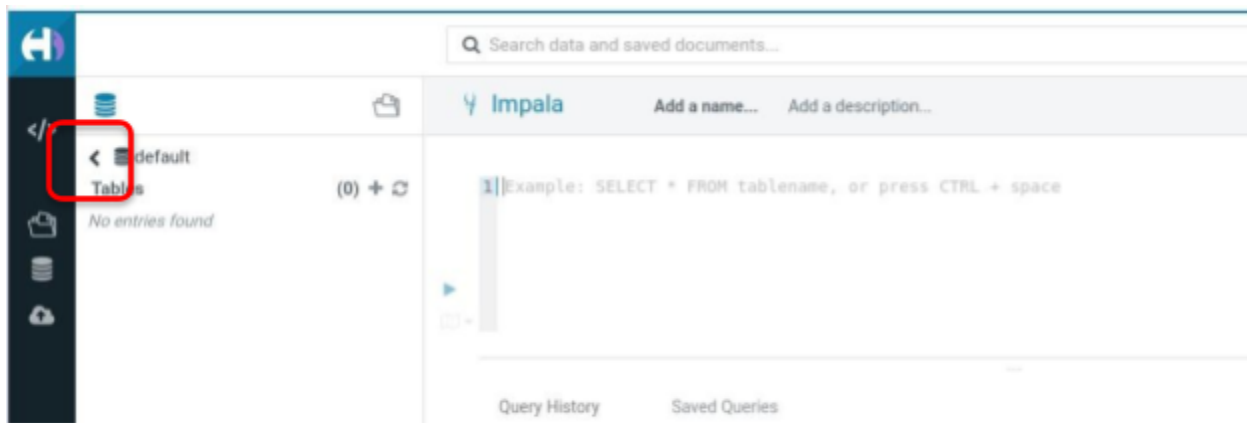 Search data and saved documents...
Impala Add a name... Add a description...
</>
default
Tables (0)
No entries found
1 Example: SELECT * FROM tablename, or press CTRL + space
Query History Saved Queries